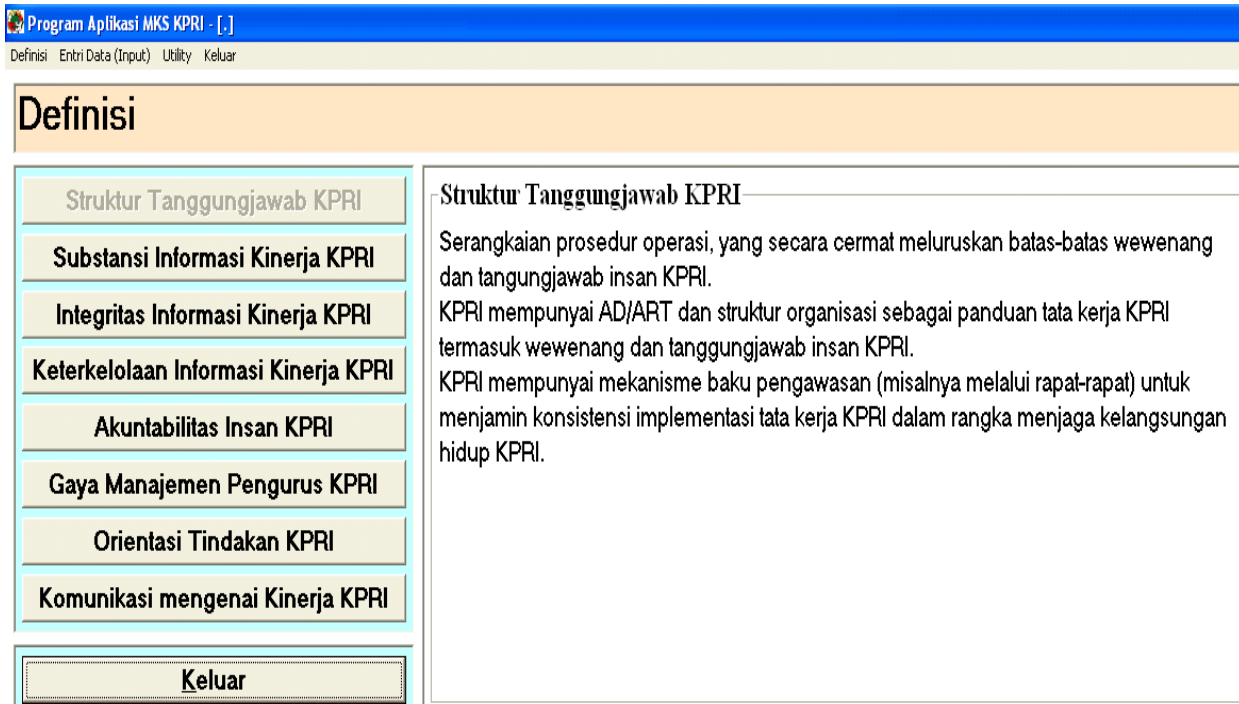 Program Aplikasi MKS KPRI - [.]
Definisi Entri Data (Input) Utility Keluar
Definisi
Struktur Tanggungjawab KPRI
Substansi Informasi Kinerja KPRI
Integritas Informasi Kinerja KPRI
Keterkelolaan Informasi Kinerja KPRI
Akuntabilitas Insan KPRI
Gaya Manajemen Pengurus KPRI
Orientasi Tindakan KPRI
Komunikasi mengenai Kinerja KPRI
Keluar
Struktur Tanggungjawab KPRI
Serangkaian prosedur operasi, yang secara cermat meluruskan batas-batas wewenang
dan tangungjawab insan KPRI.
KPRI mempunyai AD/ART dan struktur organisasi sebagai panduan tata kerja KPRI
termasuk wewenang dan tanggungjawab insan KPRI.
KPRI mempunyai mekanisme baku pengawasan (misalnya melalui rapat-rapat) untuk
menjamin konsistensi implementasi tata kerja KPRI dalam rangka menjaga kelangsungan
hidup KPRI.